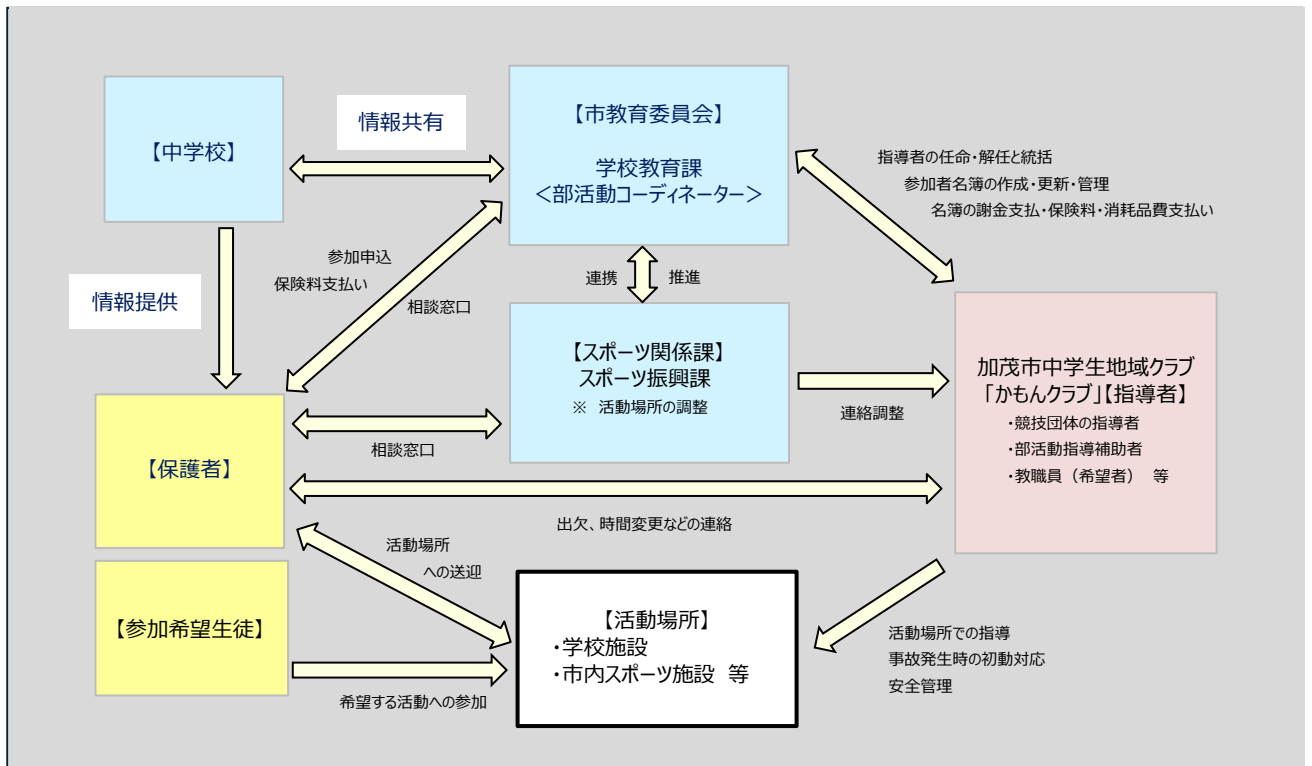 【中学校】
情報共有
【市教育委員会】
学校教育課
＜部活動コーディネーター＞
指導者の任命・解任と統括
参加者名簿の作成・更新・管理
名簿の謝金支払・保険料・消耗品費支払い
情報提供
参加申込
保険料支払い
相談窓口
連携
推進
【スポーツ関係課】
スポーツ振興課
※ 活動場所の調整
連絡調整
加茂市中学生地域クラブ
「かもんクラブ」【指導者】
・競技団体の指導者
・部活動指導補助者
・教職員（希望者） 等
【保護者】
相談窓口
出欠、時間変更などの連絡
活動場所
への送迎
【参加希望生徒】
希望する活動への参加
【活動場所】
・学校施設
・市内スポーツ施設 等
活動場所での指導
事故発生時の初動対応
安全管理